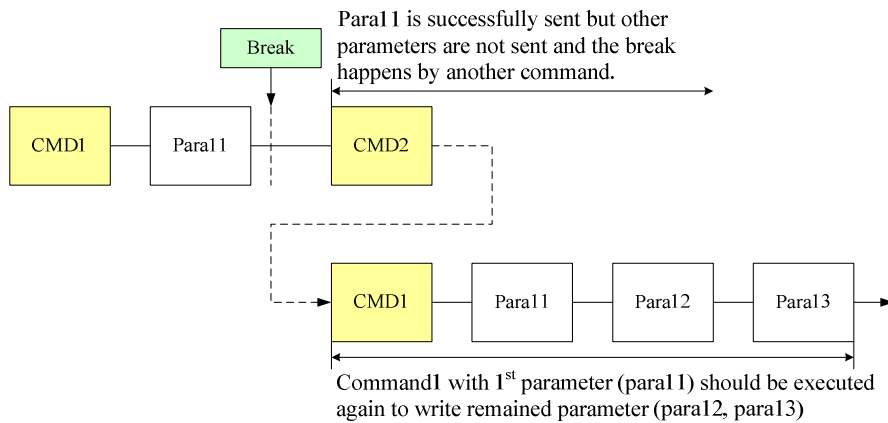 Para11 is successfully sent but other
parameters are not sent and the break
happens by another command.
Break
CMD1
Para11
CMD2
CMD1
Para11
Para12
Para13
Command1 with 1st parameter (para11) should be executed
again to write remained parameter (para12, para13)